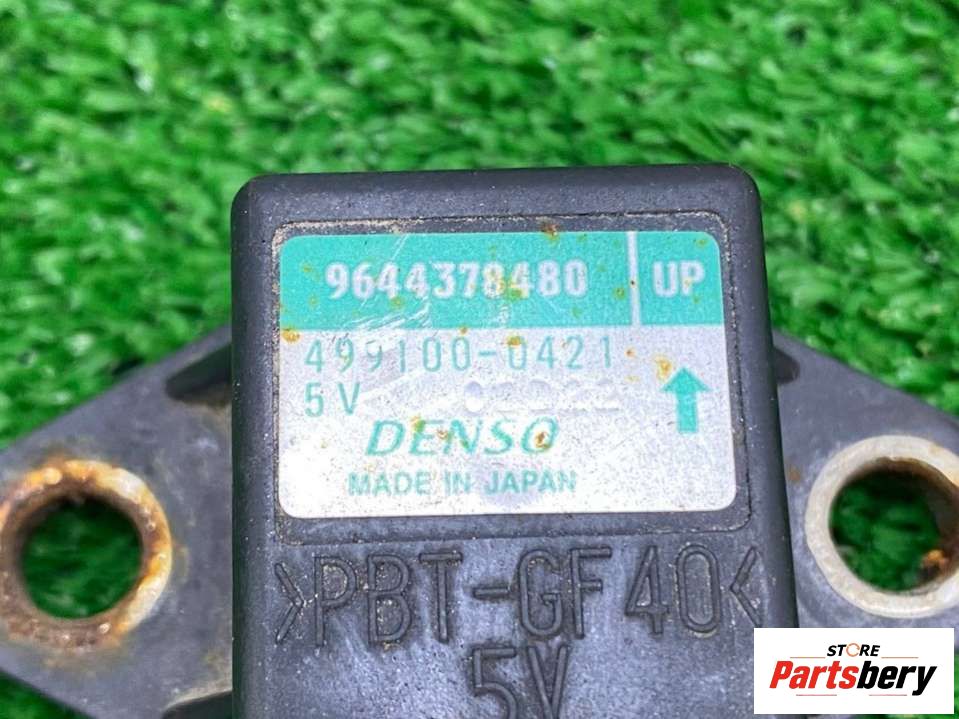 9644378480 UP
499100-0421
5V
DENSO
MADE IN JAPAN
>PBT-GF40<
5V
STORE
Partsbery